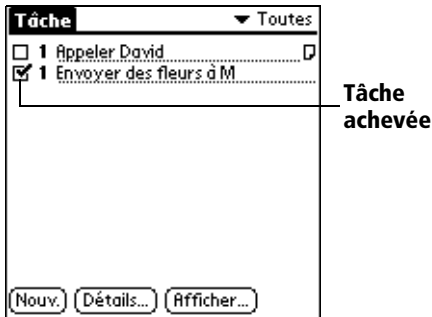 Tâche Toutes
1 Appeler David
1 Envoyer des fleurs à M
Tâche
achevée
Nouv. Détails... Afficher...